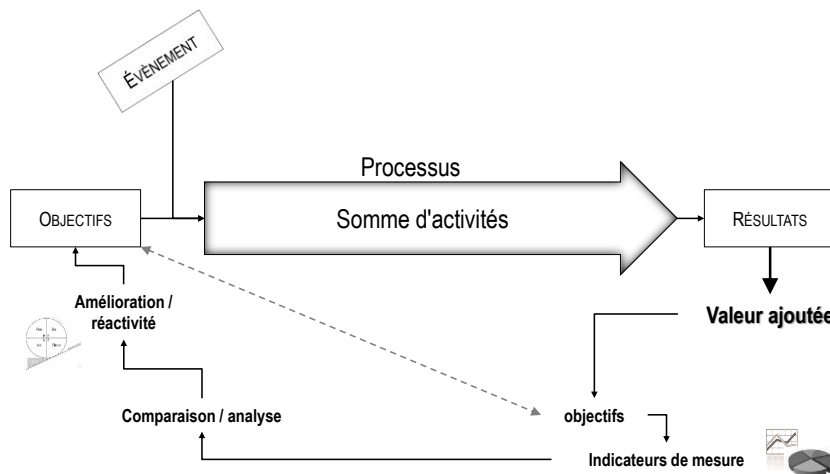 ÉVÈNEMENT
Processus
OBJECTIFS
Somme d'activités
RÉSULTATS
Amélioration /
réactivité
Valeur ajoutée
Comparaison / analyse
objectifs
Indicateurs de mesure